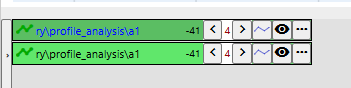 ry\profile_analysis\a1 -41 < 4 > ...
ry\profile_analysis\a1 -41 < 4 > ...